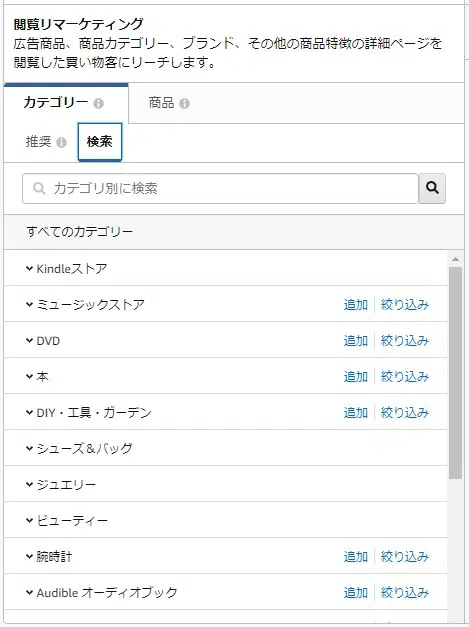 閲覧リマーケティング
広告商品、商品カテゴリー、ブランド、その他の商品特徴の詳細ページを
閲覧した買い物客にリーチします。
カテゴリー 商品
推奨 検索
カテゴリ別に検索
すべてのカテゴリー
Kindleストア
ミュージックストア 追加 絞り込み
DVD 追加 絞り込み
本 追加 絞り込み
DIY・工具・ガーデン 追加 絞り込み
シューズ&バッグ
ジュエリー
ビューティー
腕時計 追加 絞り込み
Audible オーディオブック 追加 絞り込み